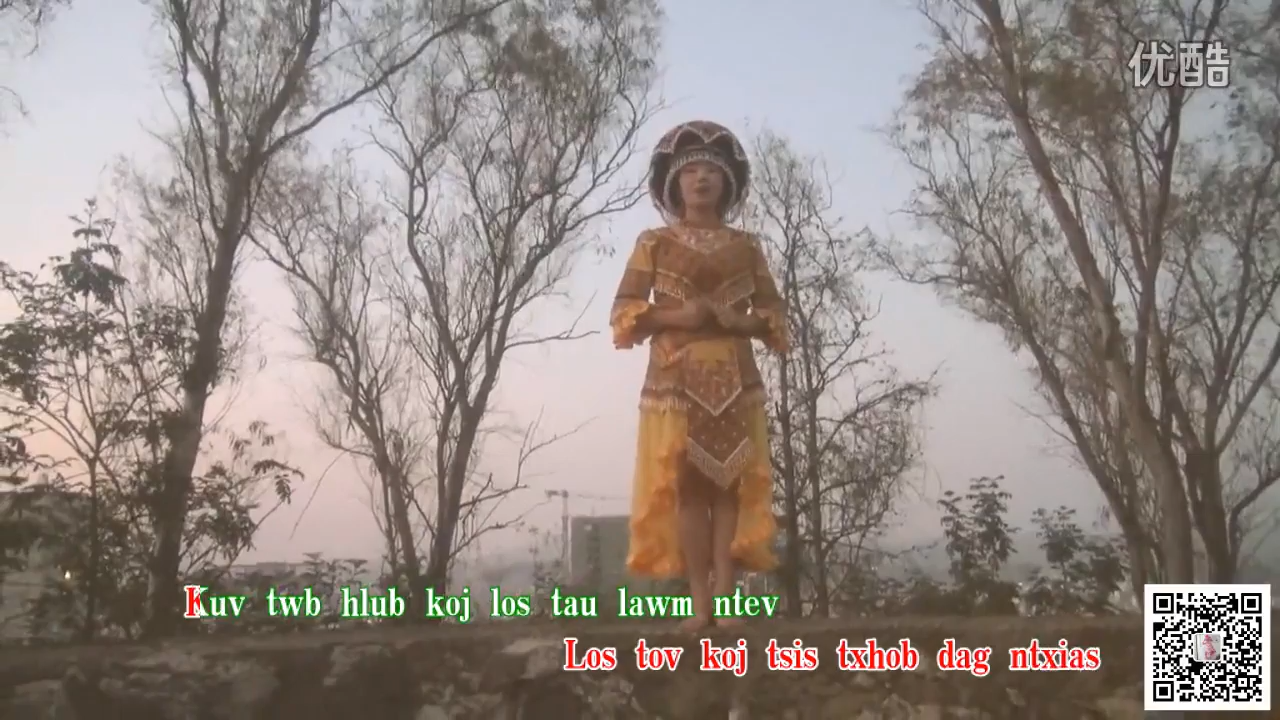 优酷
Kuv twb hlub koj los tau lawm ntev
Los tov koj tsis txhob dag ntxias